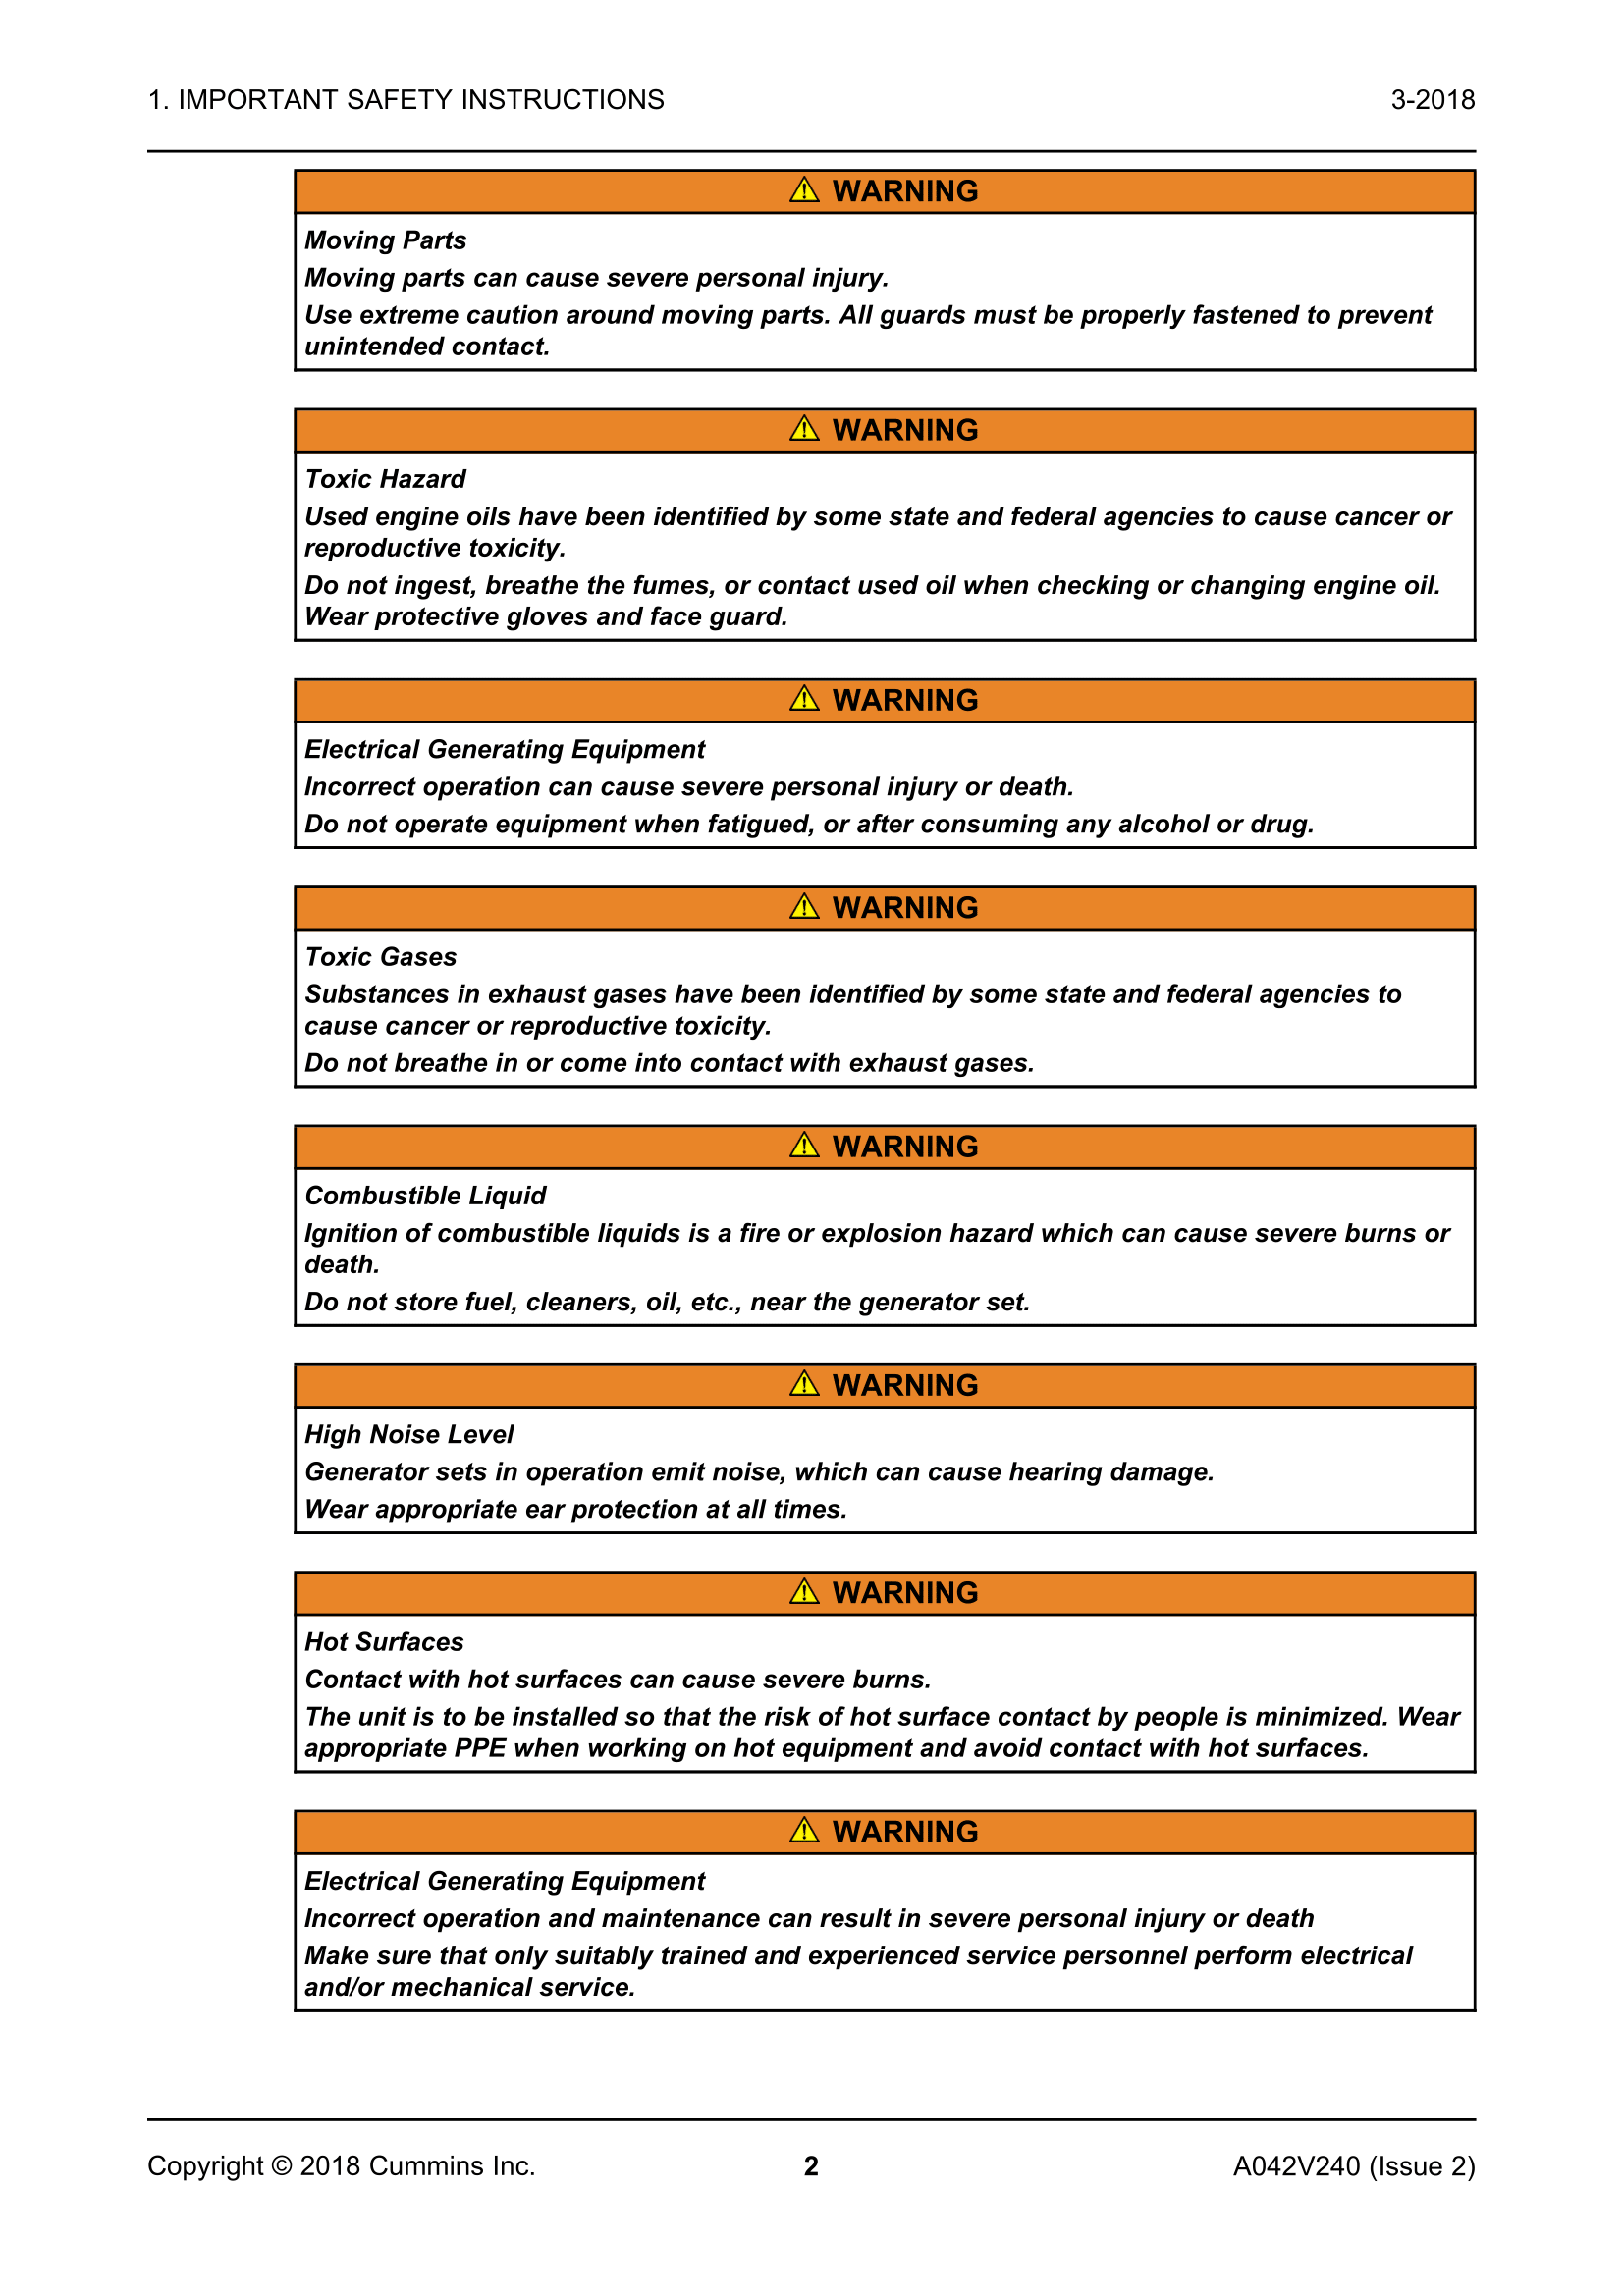 1. IMPORTANT SAFETY INSTRUCTIONS 3-2018
WARNING
Moving Parts
Moving parts can cause severe personal injury.
Use extreme caution around moving parts. All guards must be properly fastened to prevent
unintended contact.
WARNING
Toxic Hazard
Used engine oils have been identified by some state and federal agencies to cause cancer or
reproductive toxicity.
Do not ingest, breathe the fumes, or contact used oil when checking or changing engine oil.
Wear protective gloves and face guard.
WARNING
Electrical Generating Equipment
Incorrect operation can cause severe personal injury or death.
Do not operate equipment when fatigued, or after consuming any alcohol or drug.
WARNING
Toxic Gases
Substances in exhaust gases have been identified by some state and federal agencies to
cause cancer or reproductive toxicity.
Do not breathe in or come into contact with exhaust gases.
WARNING
Combustible Liquid
Ignition of combustible liquids is a fire or explosion hazard which can cause severe burns or
death.
Do not store fuel, cleaners, oil, etc., near the generator set.
WARNING
High Noise Level
Generator sets in operation emit noise, which can cause hearing damage.
Wear appropriate ear protection at all times.
WARNING
Hot Surfaces
Contact with hot surfaces can cause severe burns.
The unit is to be installed so that the risk of hot surface contact by people is minimized. Wear
appropriate PPE when working on hot equipment and avoid contact with hot surfaces.
WARNING
Electrical Generating Equipment
Incorrect operation and maintenance can result in severe personal injury or death
Make sure that only suitably trained and experienced service personnel perform electrical
and/or mechanical service.
Copyright © 2018 Cummins Inc. 2 A042V240 (Issue 2)